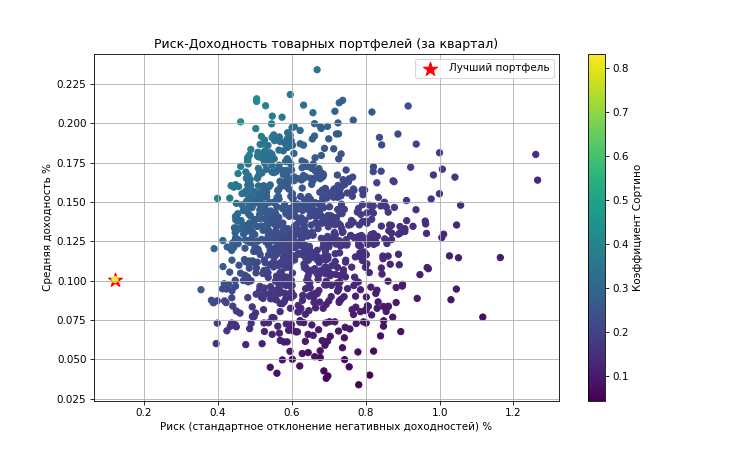 Риск-Доходность товарных портфелей (за квартал)
Лучший портфель
Средняя доходность %
0.225
0.200
0.175
0.150
0.125
0.100
0.075
0.050
0.025
0.2 0.4 0.6 0.8 1.0 1.2
Риск (стандартное отклонение негативных доходностей) %
0.8
0.7
0.6
0.5
0.4
0.3
0.2
0.1
Коэффициент Сортино